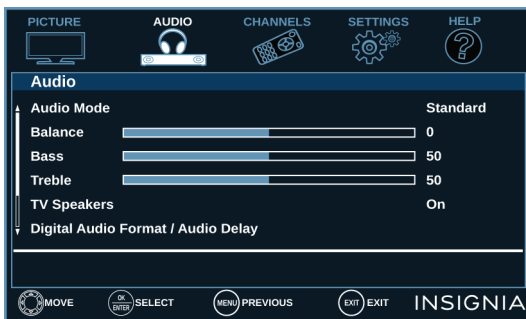 PICTURE AUDIO CHANNELS SETTINGS HELP
?
Audio
Audio Mode Standard
Balance 0
Bass 50
Treble 50
TV Speakers On
Digital Audio Format / Audio Delay
MOVE OK ENTER SELECT MENU PREVIOUS EXIT EXIT INSIGNIA